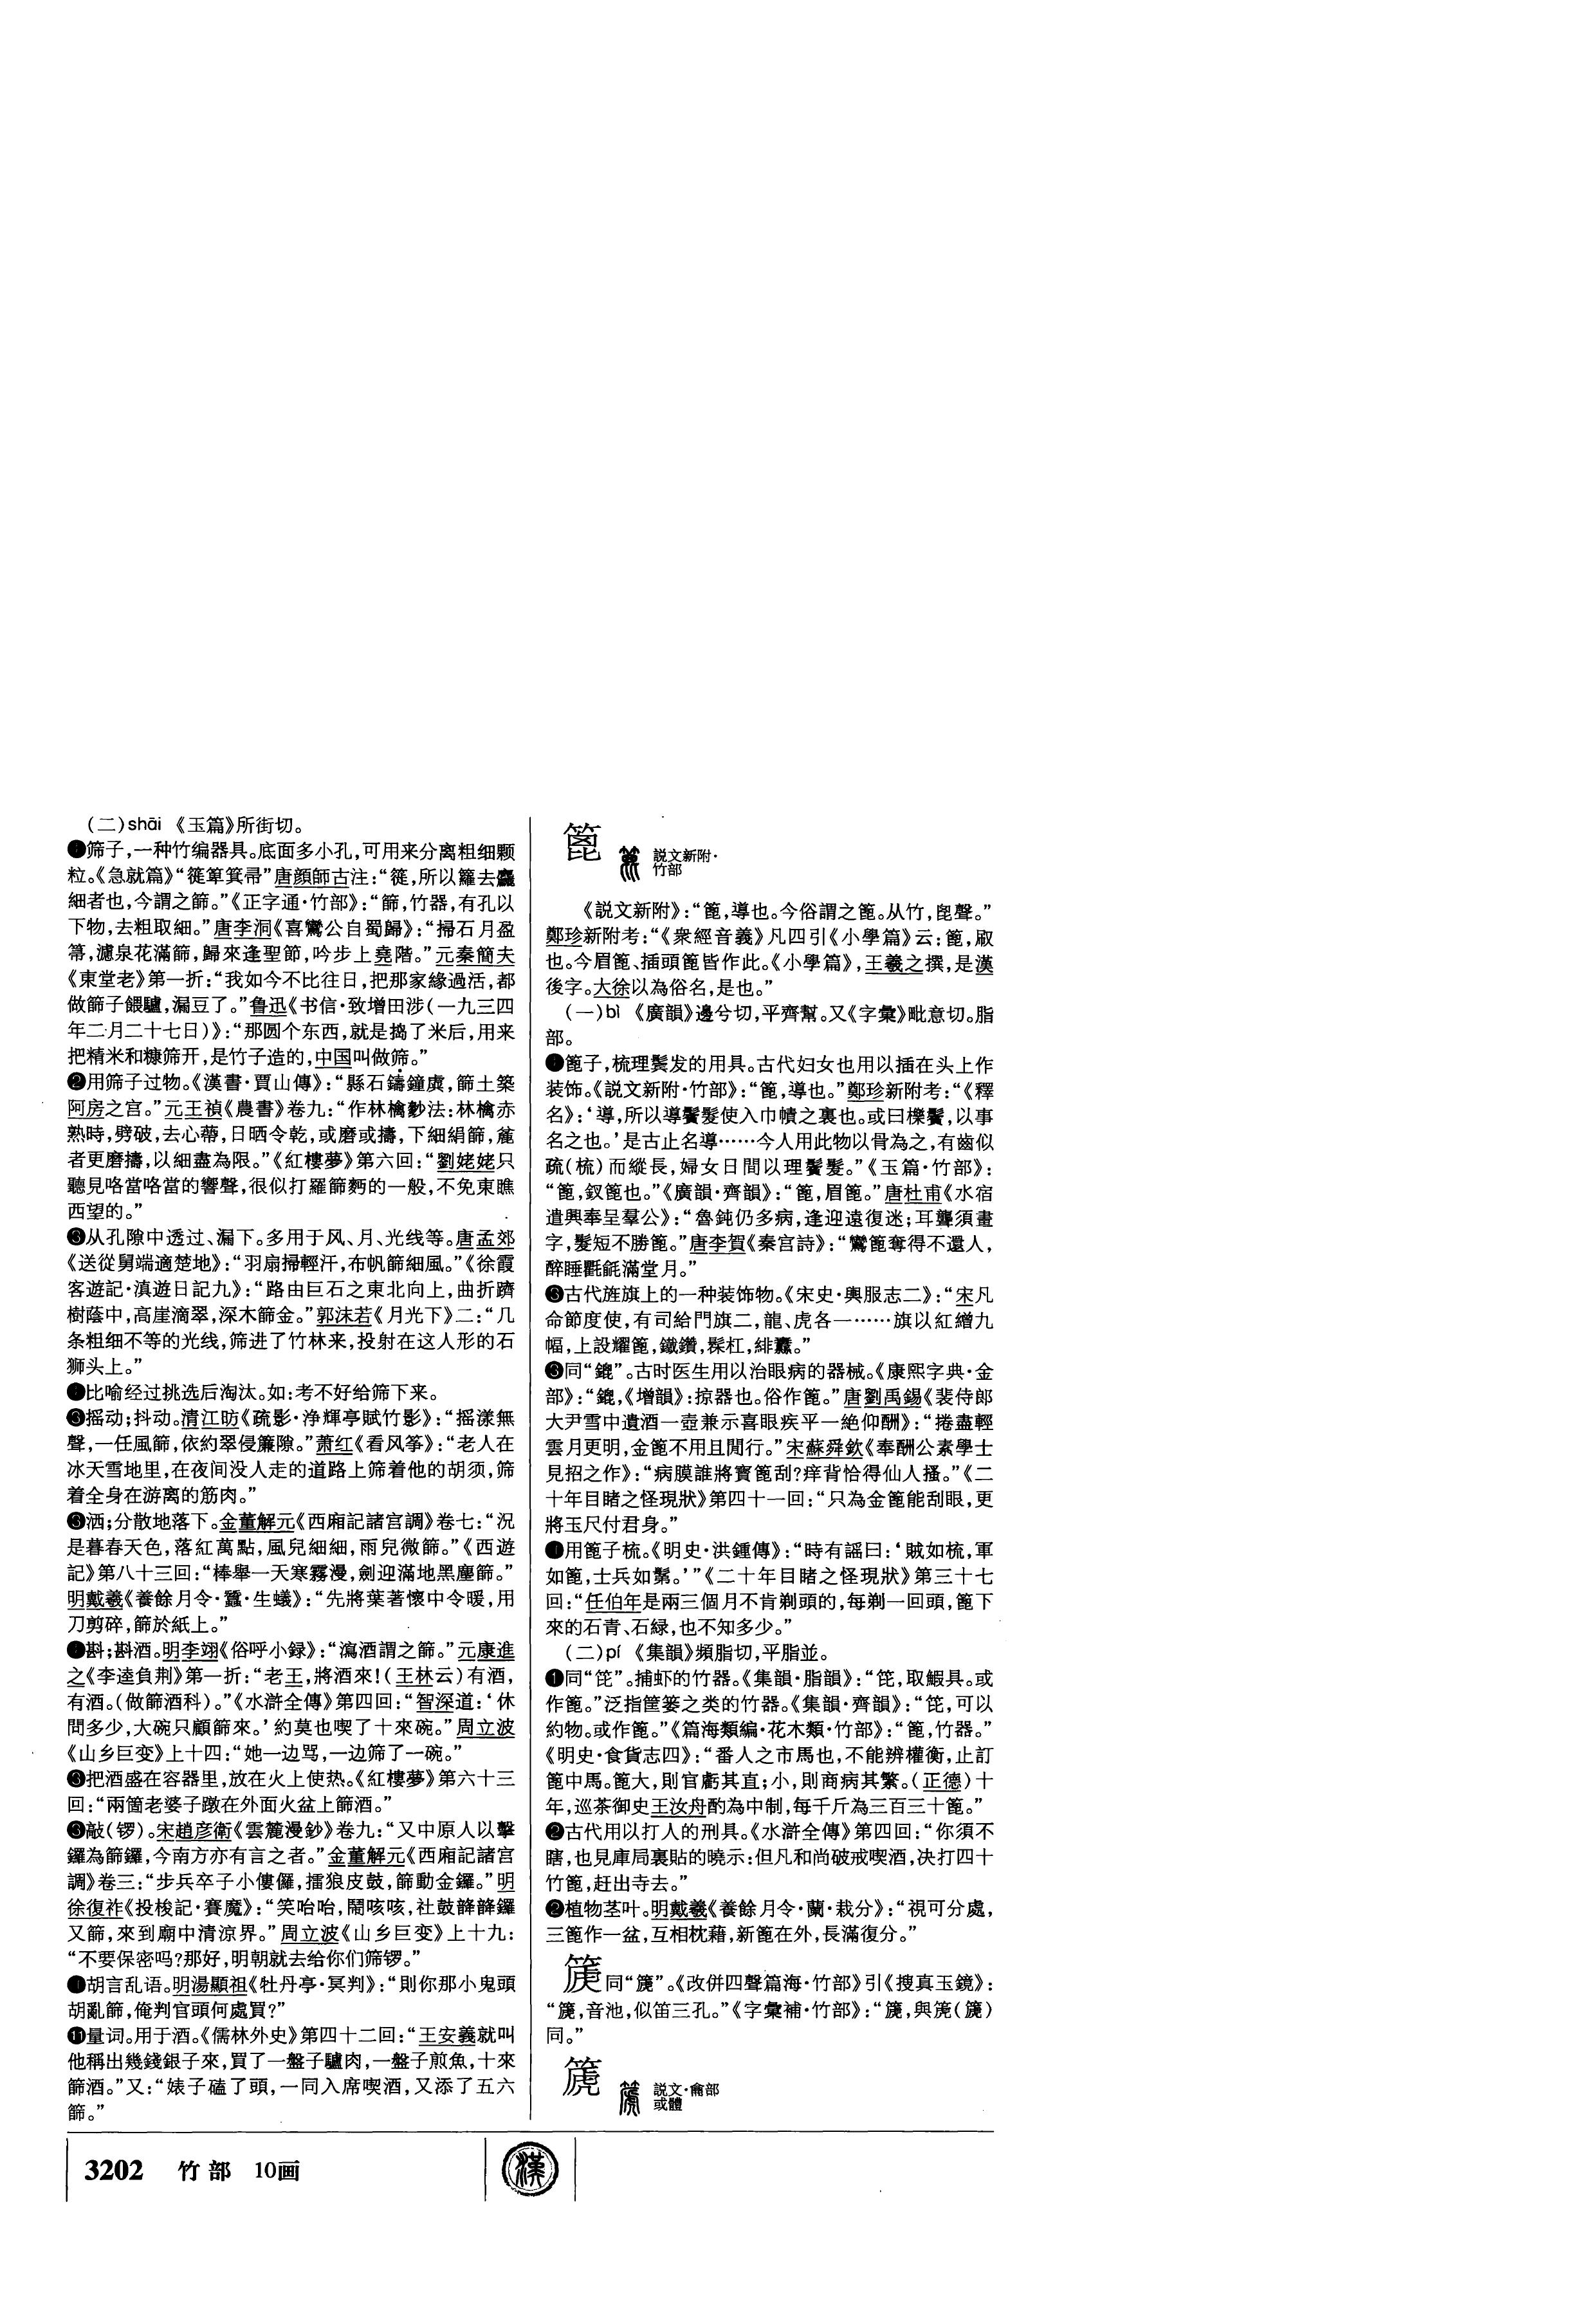 (二)shāi 《玉篇》所街切。
❶筛子,一种竹编器具。底面多小孔,可用来分离粗细颗
粒。《急就篇》“簁箄箕帚”唐顔師古注:“簁,所以籮去麤
細者也,今謂之篩。”《正字通·竹部》:“篩,竹器,有孔以
下物,去粗取細。”唐李洞《喜鸞公自蜀歸》:“掃石月盈
箒,濾泉花滿篩,歸來逢聖節,吟步上堯階。”元秦簡夫
《東堂老》第一折:“我如今不比往日,把那家緣過活,都
做篩子餵驢,漏豆了。”鲁迅《书信·致增田涉(一九三四
年二月二十七日)》:“那圆个东西,就是捣了米后,用来
把精米和糠筛开,是竹子造的,中国叫做筛。”
❷用筛子过物。《漢書·賈山傳》:“縣石鑄鐘虡,篩土築
阿房之宫。”元王禎《農書》卷九:“作林檎麨法:林檎赤
熟時,劈破,去心蔕,日晒令乾,或磨或擣,下細絹篩,麄
者更磨擣,以細盡為限。”《紅樓夢》第六回:“劉姥姥只
聽見咯當咯當的響聲,很似打羅篩麪的一般,不免東瞧
西望的。”
❸从孔隙中透过、漏下。多用于风、月、光线等。唐孟郊
《送從舅端適楚地》:“羽扇掃輕汗,布帆篩細風。”《徐霞
客遊記·滇遊日記九》:“路由巨石之東北向上,曲折躋
樹蔭中,高崖滴翠,深木篩金。”郭沫若《月光下》二:“几
条粗细不等的光线,筛进了竹林来,投射在这人形的石
狮头上。”
❹比喻经过挑选后淘汰。如:考不好给筛下来。
❺摇动;抖动。清江昉《疏影·浄輝亭賦竹影》:“摇漾無
聲,一任風篩,依約翠侵簾隙。”萧红《看风筝》:“老人在
冰天雪地里,在夜间没人走的道路上筛着他的胡须,筛
着全身在游离的筋肉。”
❻洒;分散地落下。金董解元《西廂記諸宫調》卷七:“況
是暮春天色,落紅萬點,風兒細細,雨兒微篩。”《西遊
記》第八十三回:“棒舉一天寒霧漫,劍迎滿地黑塵篩。”
明戴羲《養餘月令·蠶·生蟻》:“先將葉著懷中令暖,用
刀剪碎,篩於紙上。”
❼斟;斟酒。明李翊《俗呼小録》:“瀉酒謂之篩。”元康進
之《李逵負荆》第一折:“老王,將酒來!(王林云)有酒,
有酒。(做篩酒科)。”《水滸全傳》第四回:“智深道:‘休
問多少,大碗只顧篩來。’約莫也喫了十來碗。”周立波
《山乡巨变》上十四:“她一边骂,一边筛了一碗。”
❽把酒盛在容器里,放在火上使热。《紅樓夢》第六十三
回:“兩箇老婆子蹾在外面火盆上篩酒。”
❾敲(锣)。宋趙彦衛《雲麓漫鈔》卷九:“又中原人以擊
鑼為篩鑼,今南方亦有言之者。”金董解元《西廂記諸宫
調》卷三:“步兵卒子小僂儸,擂狼皮鼓,篩動金鑼。”明
徐復祚《投梭記·賽魔》:“笑哈哈,鬧咳咳,社鼓韸韸鑼
又篩,來到廟中清涼界。”周立波《山乡巨变》上十九:
“不要保密吗?那好,明朝就去给你们筛锣。”
❿胡言乱语。明湯顯祖《牡丹亭·冥判》:“則你那小鬼頭
胡亂篩,俺判官頭何處買?”
⓫量词。用于酒。《儒林外史》第四十二回:“王安義就叫
他稱出幾錢銀子來,買了一盤子驢肉,一盤子煎魚,十來
篩酒。”又:“婊子磕了頭,一同入席喫酒,又添了五六
篩。”
篦 説文新附·
竹部
《説文新附》:“篦,導也。今俗謂之篦。从竹,𣬉聲。”
鄭珍新附考:“《衆經音義》凡四引《小學篇》云:篦,㕞
也。今眉篦、插頭篦皆作此。《小學篇》,王羲之撰,是漢
後字。大徐以為俗名,是也。”
(一)bì 《廣韻》邊兮切,平齊幫。又《字彙》毗意切。脂
部。
❶篦子,梳理鬓发的用具。古代妇女也用以插在头上作
装饰。《説文新附·竹部》:“篦,導也。”鄭珍新附考:“《釋
名》:‘導,所以導鬢髮使入巾幘之裏也。或曰櫟鬢,以事
名之也。’是古止名導……今人用此物以骨為之,有齒似
疏(梳)而縱長,婦女日間以理鬢髮。”《玉篇·竹部》:
“篦,釵篦也。”《廣韻·齊韻》:“篦,眉篦。”唐杜甫《水宿
遣興奉呈羣公》:“魯鈍仍多病,逢迎遠復迷;耳聾須畫
字,髮短不勝篦。”唐李賀《秦宫詩》:“鸞篦奪得不還人,
醉睡氍毹滿堂月。”
❷古代旌旗上的一种装饰物。《宋史·輿服志二》:“宋凡
命節度使,有司給門旗二,龍、虎各一……旗以紅繒九
幅,上設耀篦,鐵鑽,髹杠,緋纛。”
❸同“鎞”。古时医生用以治眼病的器械。《康熙字典·金
部》:“鎞,《增韻》:掠器也。俗作篦。”唐劉禹錫《裴侍郎
大尹雪中遺酒一壺兼示喜眼疾平一絶仰酬》:“捲盡輕
雲月更明,金篦不用且閒行。”宋蘇舜欽《奉酬公素學士
見招之作》:“病膜誰將寳篦刮?痒背恰得仙人搔。”《二
十年目睹之怪現狀》第四十一回:“只為金篦能刮眼,更
將玉尺付君身。”
❹用篦子梳。《明史·洪鍾傳》:“時有謡曰:‘賊如梳,軍
如篦,士兵如鬀。’”《二十年目睹之怪現狀》第三十七
回:“任伯年是兩三個月不肯剃頭的,每剃一回頭,篦下
來的石青、石緑,也不知多少。”
(二)pí 《集韻》頻脂切,平脂並。
❶同“笓”。捕虾的竹器。《集韻·脂韻》:“笓,取鰕具。或
作篦。”泛指筐篓之类的竹器。《集韻·齊韻》:“笓,可以
約物。或作篦。”《篇海類編·花木類·竹部》:“篦,竹器。”
《明史·食貨志四》:“番人之市馬也,不能辨權衡,止訂
篦中馬。篦大,則官虧其直;小,則商病其繁。(正德)十
年,巡茶御史王汝舟酌為中制,每千斤為三百三十篦。”
❷古代用以打人的刑具。《水滸全傳》第四回:“你須不
瞎,也見庫局裏貼的曉示:但凡和尚破戒喫酒,决打四十
竹篦,赶出寺去。”
❷植物茎叶。明戴羲《養餘月令·蘭·栽分》:“視可分處,
三篦作一盆,互相枕藉,新篦在外,長滿復分。”
同“篪”。《改併四聲篇海·竹部》引《搜真玉鏡》:
“音池,似笛三孔。”《字彙補·竹部》:“與箎(篪)
同。”
篪 説文·龠部
或體
3202 竹部 10画
漢